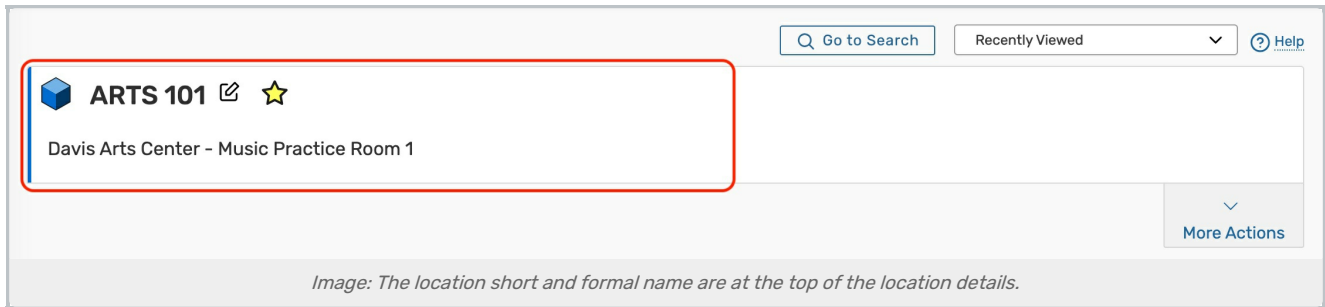 Go to Search Recently Viewed Help
ARTS 101
Davis Arts Center - Music Practice Room 1
More Actions
Image: The location short and formal name are at the top of the location details.